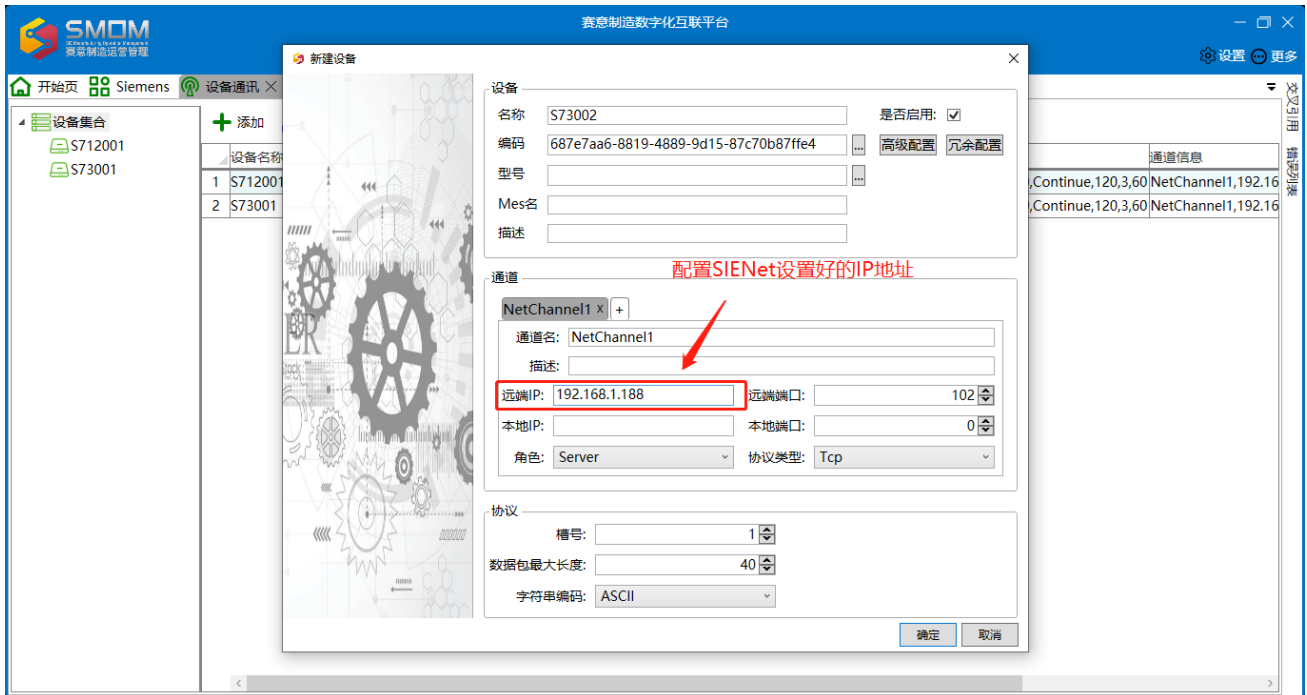 赛意制造数字化互联平台
SMOM
赛意制造运营管理
设置 更多
开始页 Siemens 设备通讯
设备集合
S712001
S73001
添加
设备名称
通道信息
1 S712001 ,Continue,120,3,60 NetChannel1,192.16
2 S73001 ,Continue,120,3,60 NetChannel1,192.16
交叉引用
错误列表
新建设备
设备
名称 S73002 是否启用:
编码 687e7aa6-8819-4889-9d15-87c70b87ffe4 ... 高级配置 冗余配置
型号 ...
Mes名
描述
配置SIENet设置好的IP地址
通道
NetChannel1 x +
通道名: NetChannel1
描述:
远端IP: 192.168.1.188 远端端口: 102
本地IP: 本地端口: 0
角色: Server 协议类型: Tcp
协议
槽号: 1
数据包最大长度: 40
字符串编码: ASCII
确定 取消